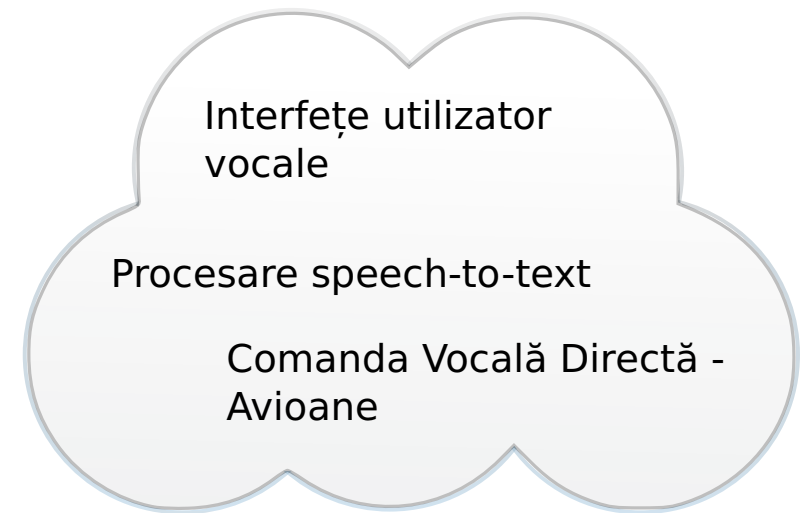 Interfețe utilizator
vocale
Procesare speech-to-text
Comanda Vocală Directă -
Avioane